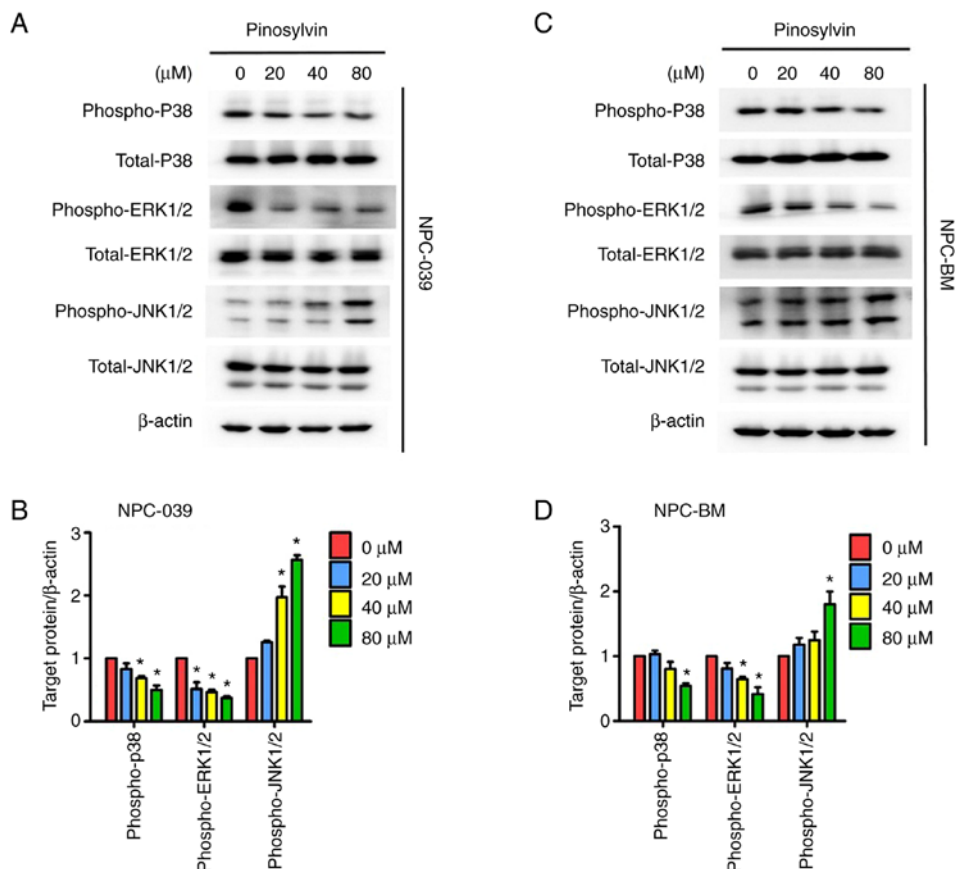 A
Pinosylvin
(μM) 0 20 40 80
Phospho-P38
Total-P38
Phospho-ERK1/2
Total-ERK1/2
Phospho-JNK1/2
Total-JNK1/2
β-actin
NPC-039
C
Pinosylvin
(μM) 0 20 40 80
Phospho-P38
Total-P38
Phospho-ERK1/2
Total-ERK1/2
Phospho-JNK1/2
Total-JNK1/2
β-actin
NPC-BM
B
NPC-039
Target protein/β-actin
3
2
1
0
* * * * * * *
Phospho-p38
Phospho-ERK1/2
Phospho-JNK1/2
0 μM
20 μM
40 μM
80 μM
D
NPC-BM
Target protein/β-actin
3
2
1
0
* * * *
Phospho-p38
Phospho-ERK1/2
Phospho-JNK1/2
0 μM
20 μM
40 μM
80 μM